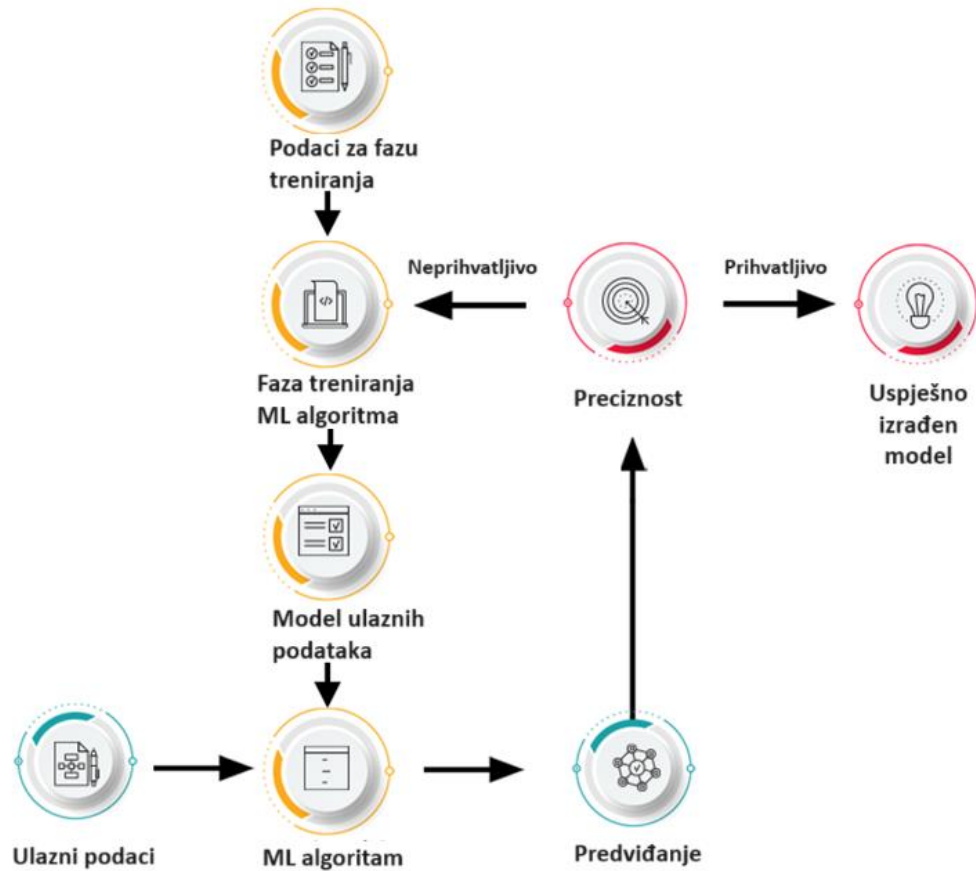 Podaci za fazu
treniranja
Neprihvatljivo
Prihvatljivo
Faza treniranja
ML algoritma
Preciznost
Uspješno
izrađen
model
Model ulaznih
podataka
Ulazni podaci
ML algoritam
Predviđanje